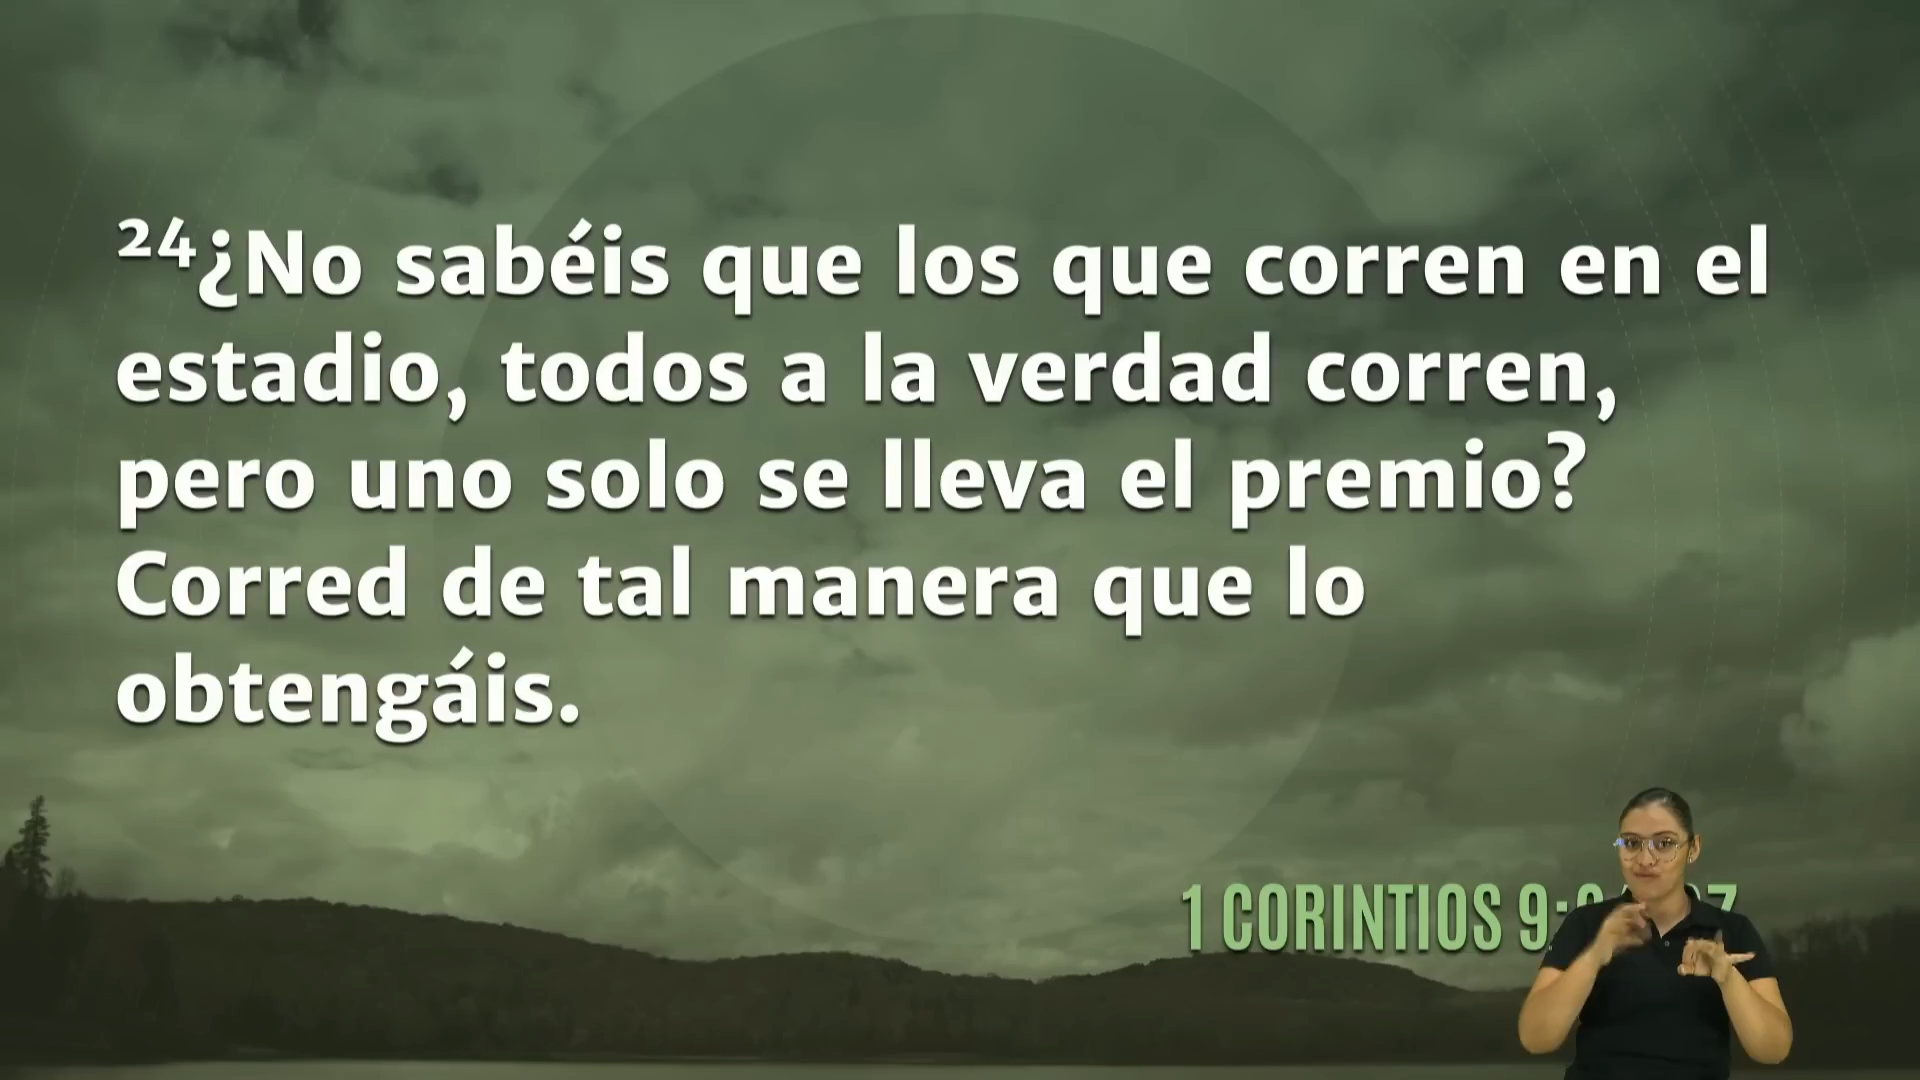 ²⁴¿No sabéis que los que corren en el
estadio, todos a la verdad corren,
pero uno solo se lleva el premio?
Corred de tal manera que lo
obtengáis.
1 CORINTIOS 9: